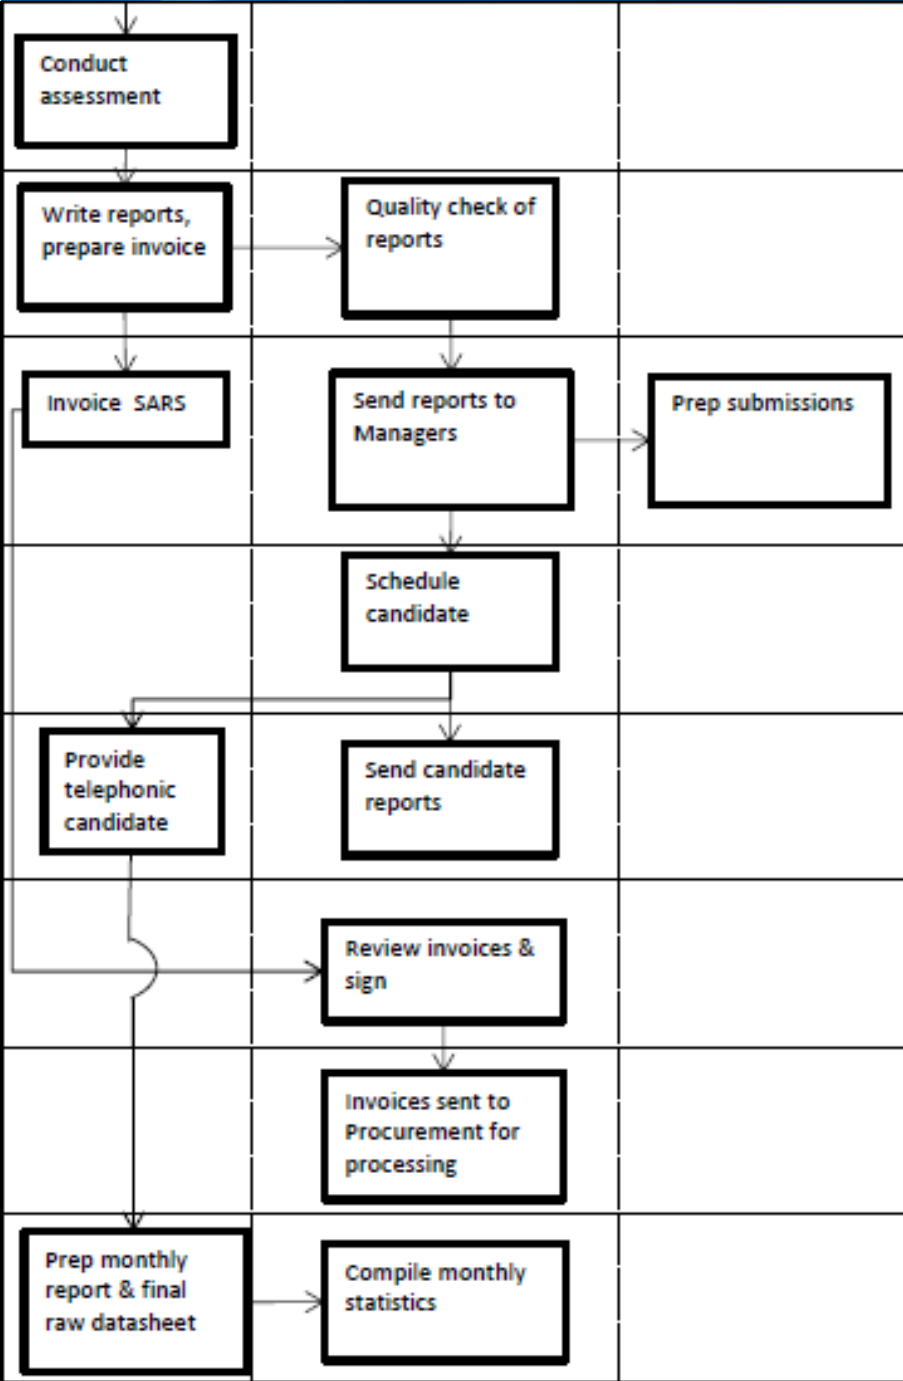 Conduct
assessment
Write reports,
prepare invoice
Quality check of
reports
Invoice SARS
Send reports to
Managers
Prep submissions
Schedule
candidate
Provide
telephonic
candidate
Send candidate
reports
Review invoices &
sign
Invoices sent to
Procurement for
processing
Prep monthly
report & final
raw datasheet
Compile monthly
statistics